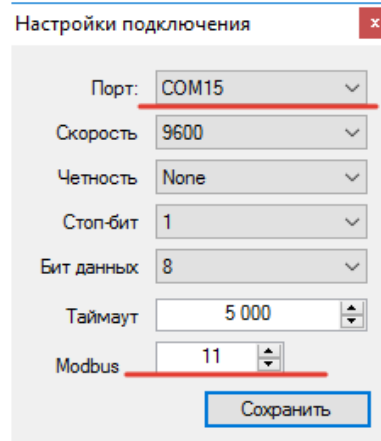 Настройки подключения x
Порт: COM15
Скорость 9600
Четность None
Стоп-бит 1
Бит данных 8
Таймаут 5 000
Modbus 11
Сохранить